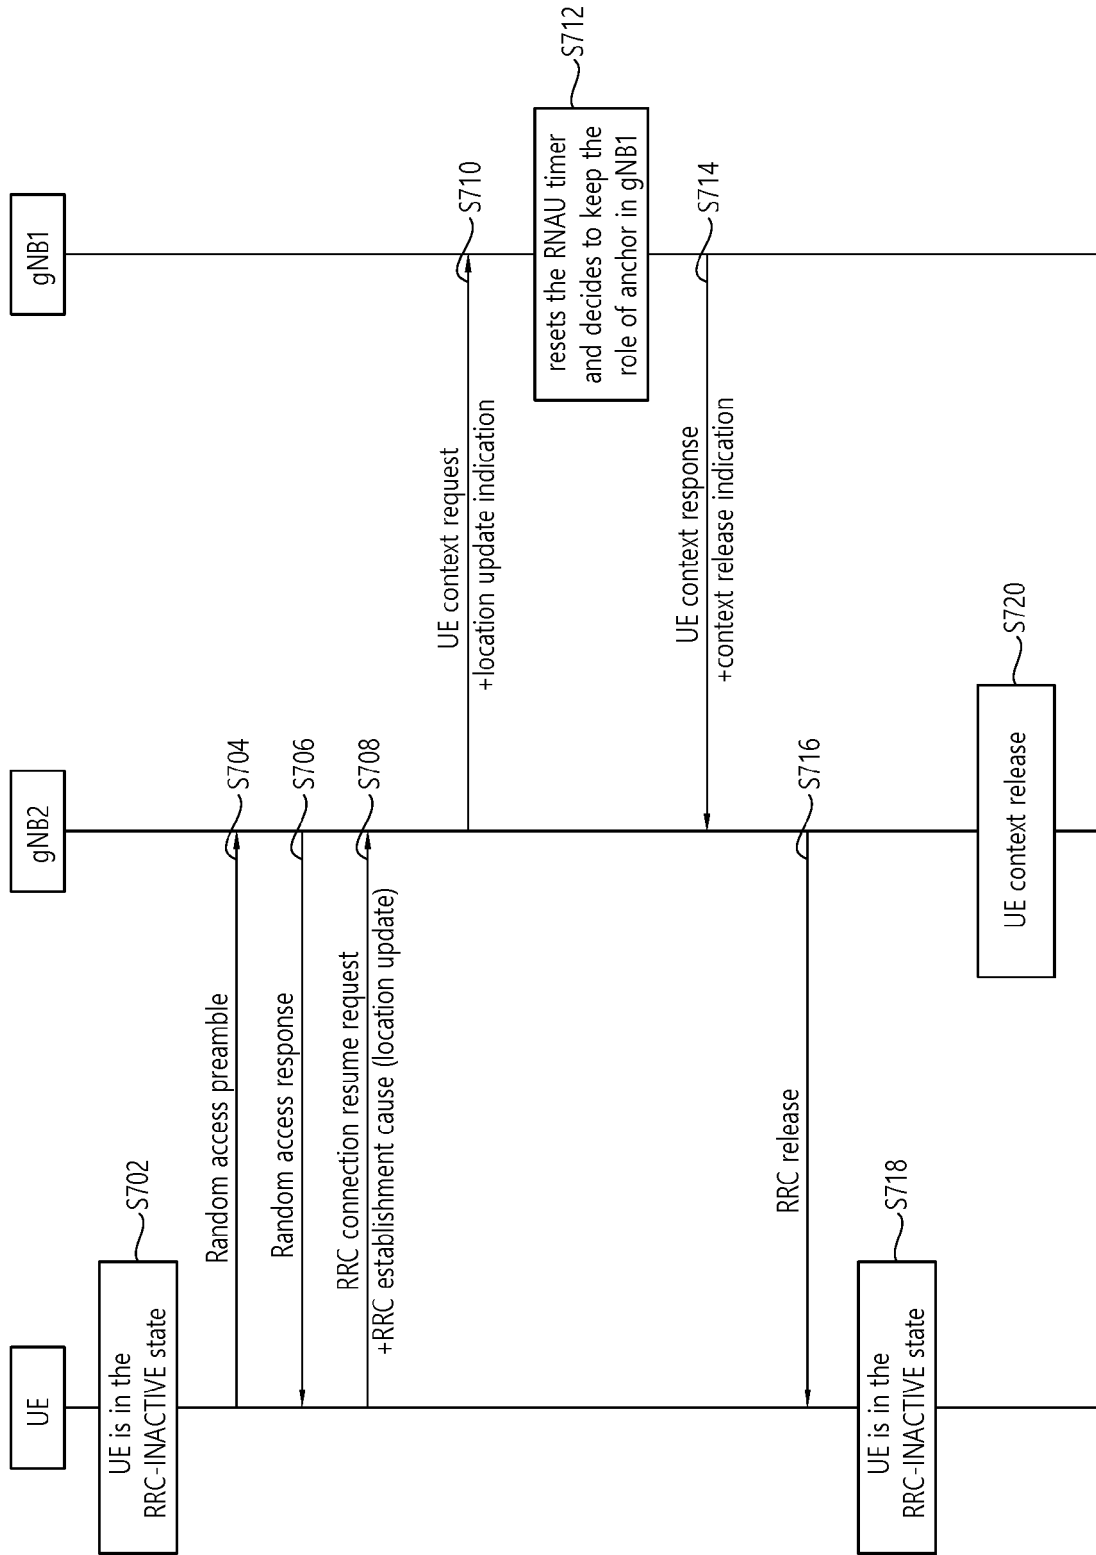 UE
gNB2
gNB1
UE is in the
RRC-INACTIVE state
S702
Random access preamble
S704
Random access response
S706
RRC connection resume request
+RRC establishment cause (location update)
S708
UE context request
+location update indication
S710
resets the RNAU timer
and decides to keep the
role of anchor in gNB1
S712
UE context response
+context release indication
S714
RRC release
S716
UE is in the
RRC-INACTIVE state
S718
UE context release
S720